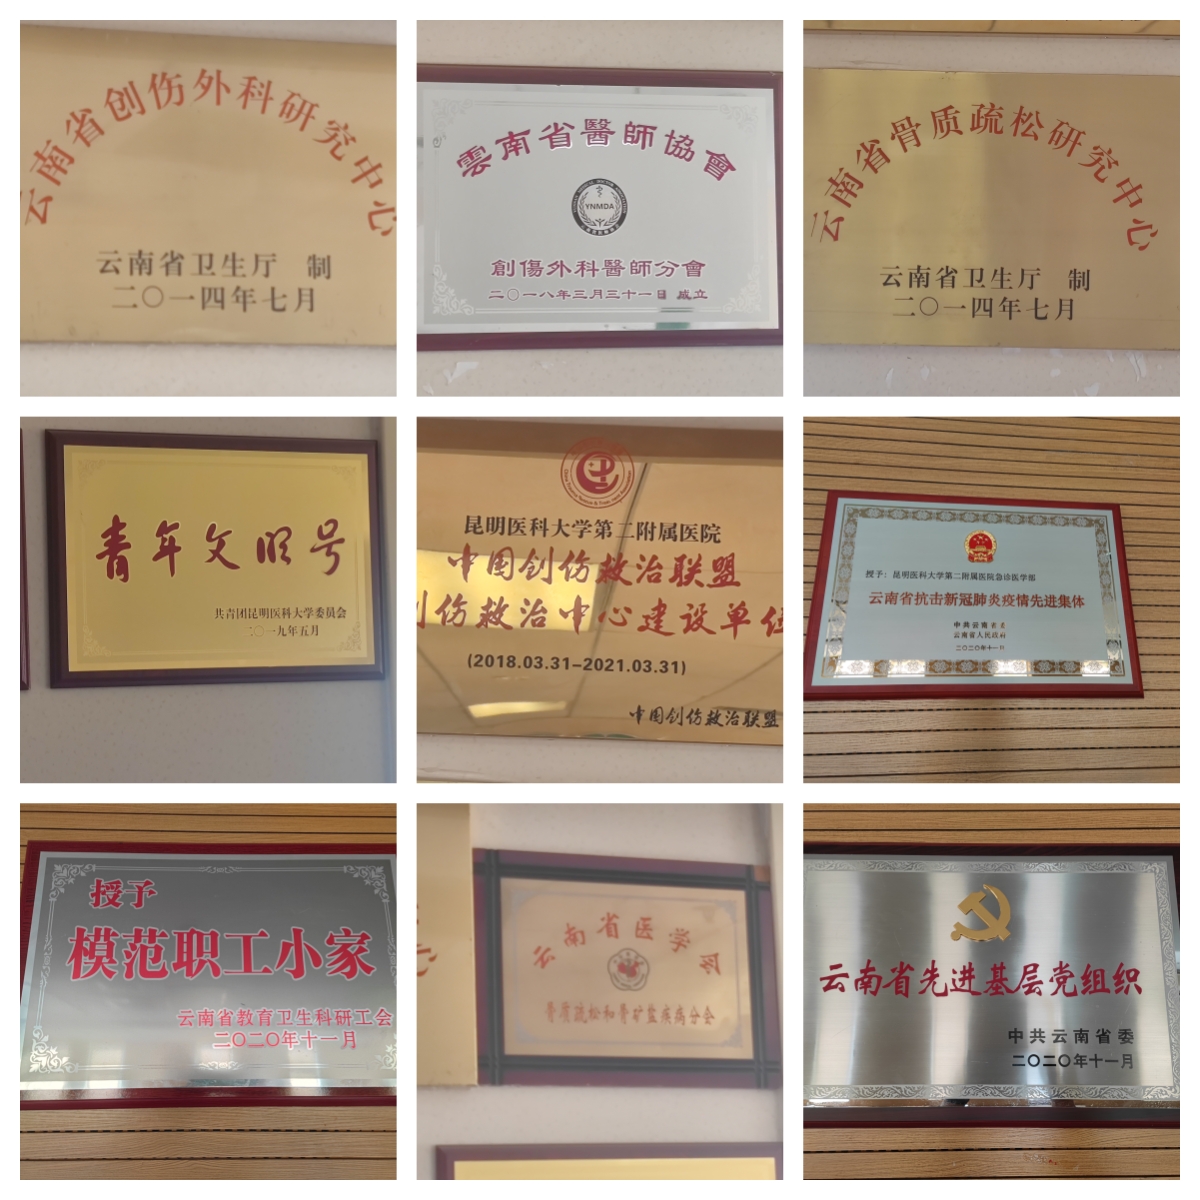 云南省创伤外科研究中心
云南省卫生厅 制
二〇一四年七月
雲南省醫師協會
YNMDA
創傷外科醫師分會
二〇一八年三月三十一日 成立
云南省骨质疏松研究中心
云南省卫生厅 制
二〇一四年七月
青年文明号
共青团昆明医科大学委员会
二〇一九年五月
昆明医科大学第二附属医院
中国创伤救治联盟
创伤救治中心建设单位
(2018.03.31-2021.03.31)
中国创伤救治联盟
授予：昆明医科大学第二附属医院急诊医学部
云南省抗击新冠肺炎疫情先进集体
中共云南省委
云南省人民政府
二〇二〇年十一月
授予
模范职工小家
云南省教育卫生科研工会
二〇二〇年十一月
云南省医学会
骨质疏松和骨矿盐疾病分会
云南省先进基层党组织
中共云南省委
二〇二〇年十一月